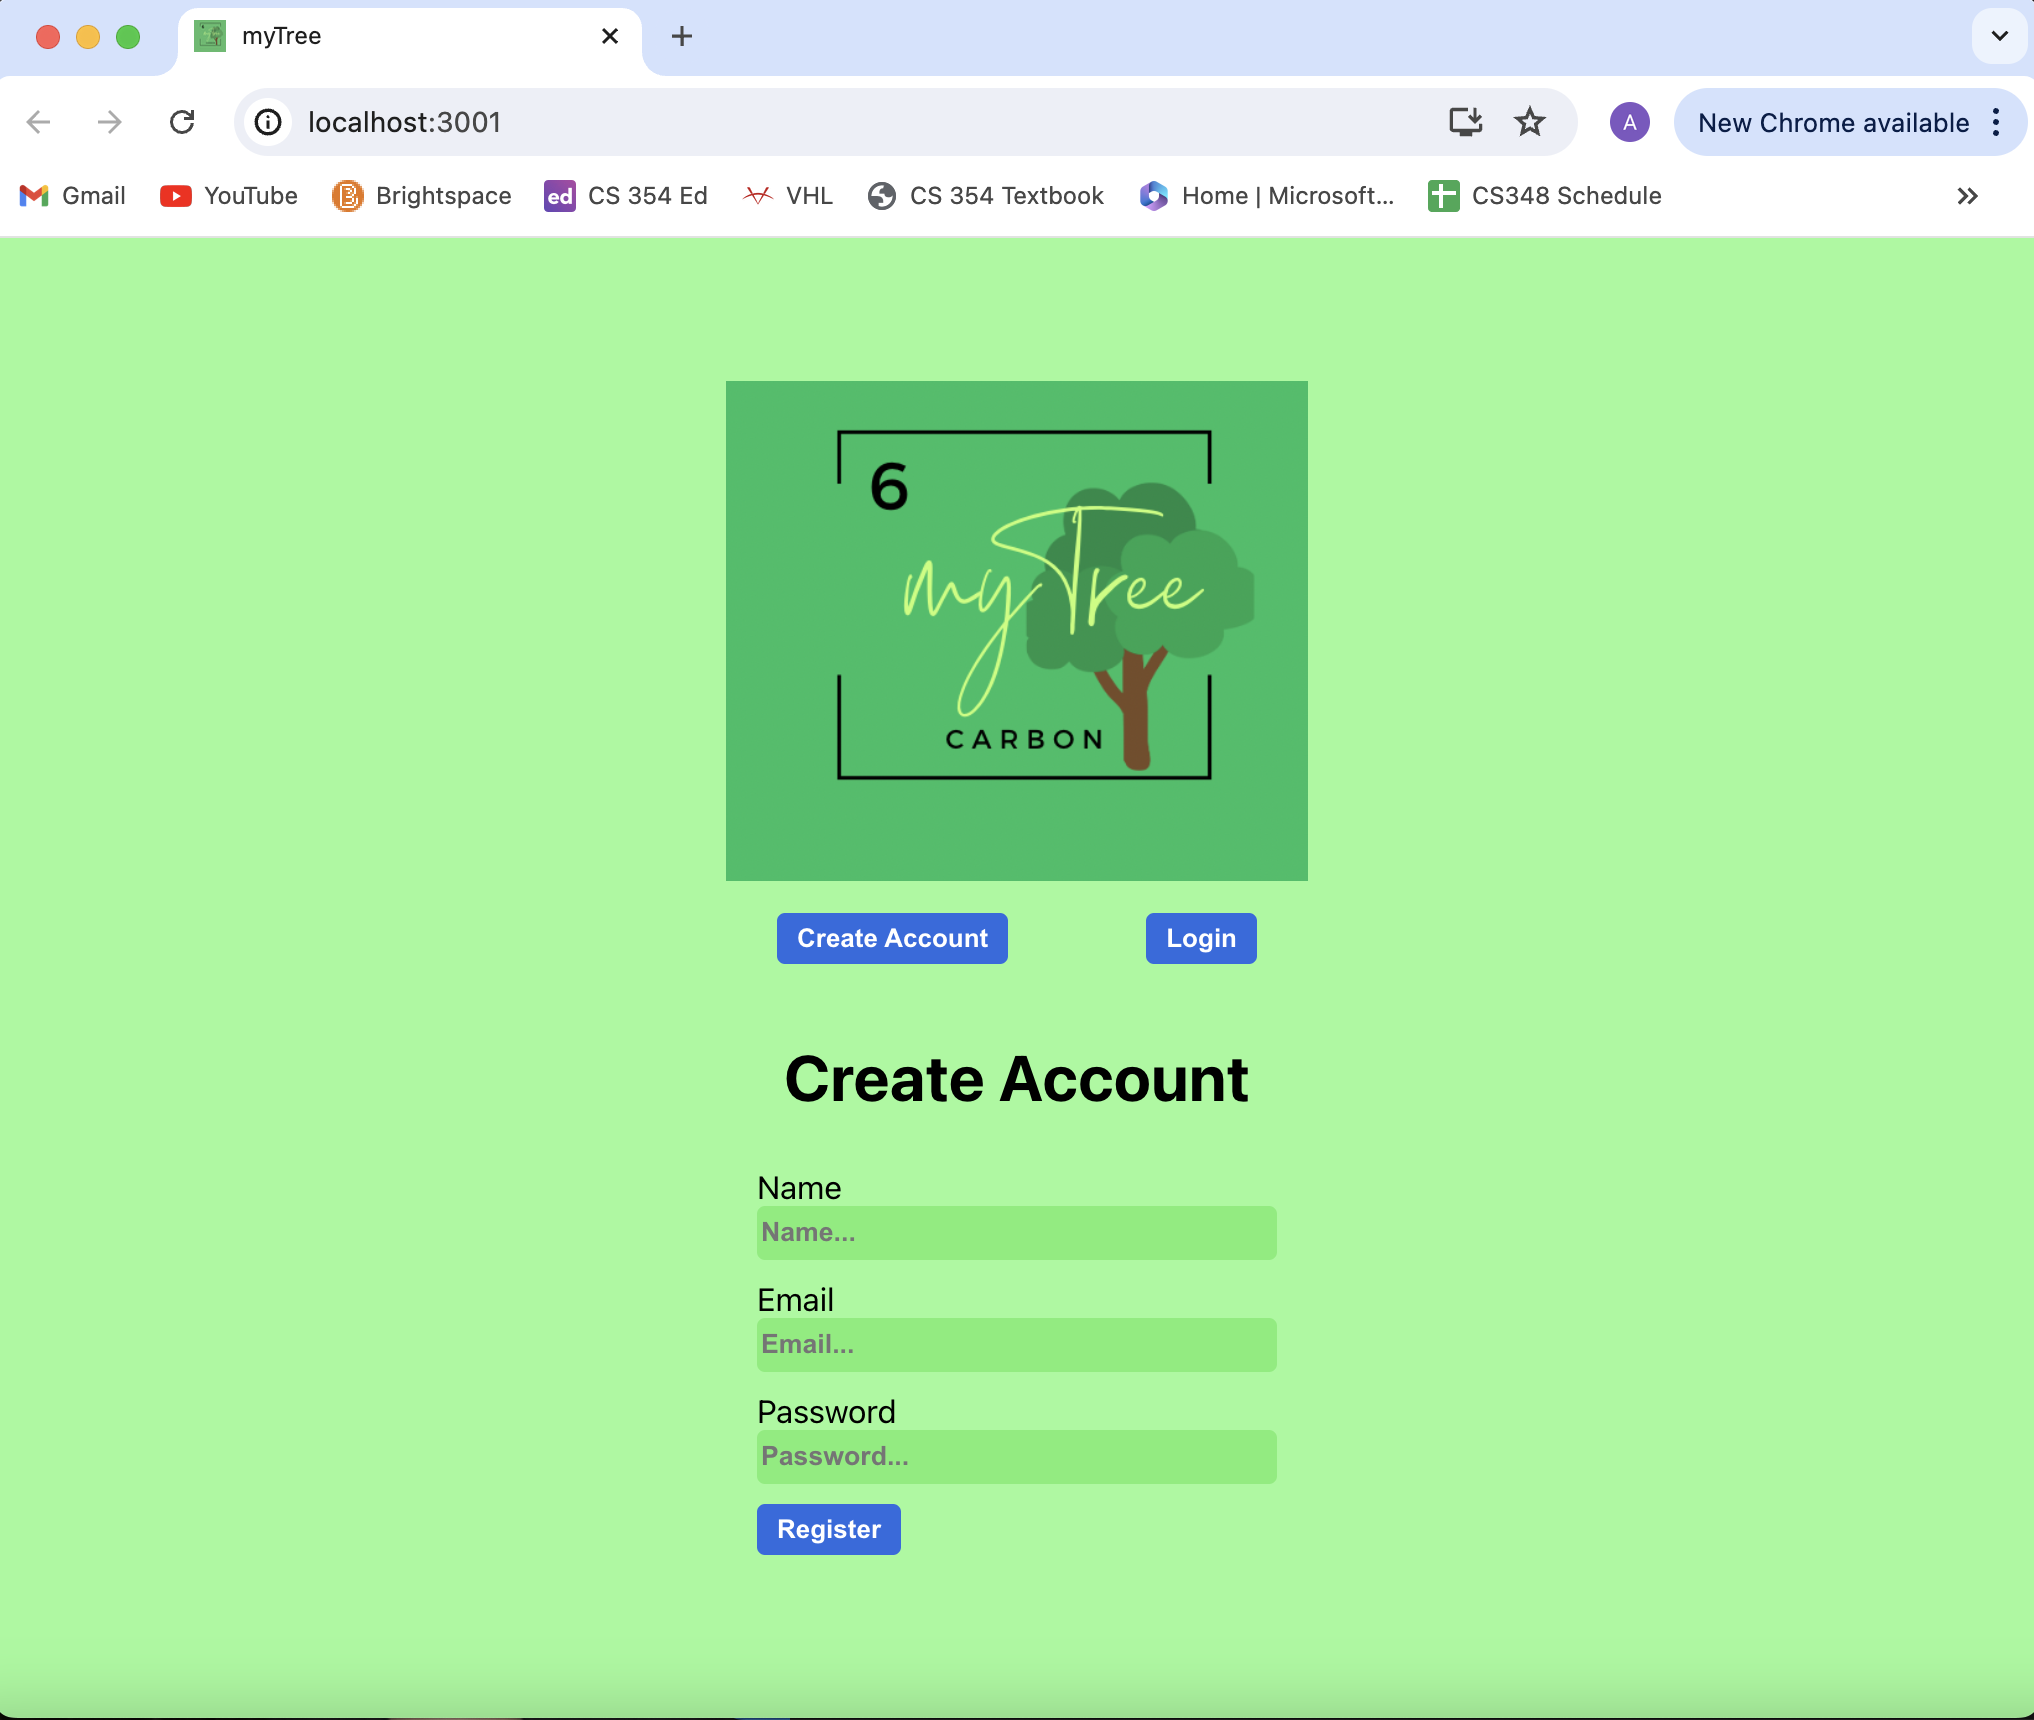 myTree
localhost:3001
A
New Chrome available
Gmail
YouTube
Brightspace
ed
CS 354 Ed
VHL
CS 354 Textbook
Home | Microsoft...
CS348 Schedule
6
myTree
CARBON
Create Account
Login
Create Account
Name
Name...
Email
Email...
Password
Password...
Register